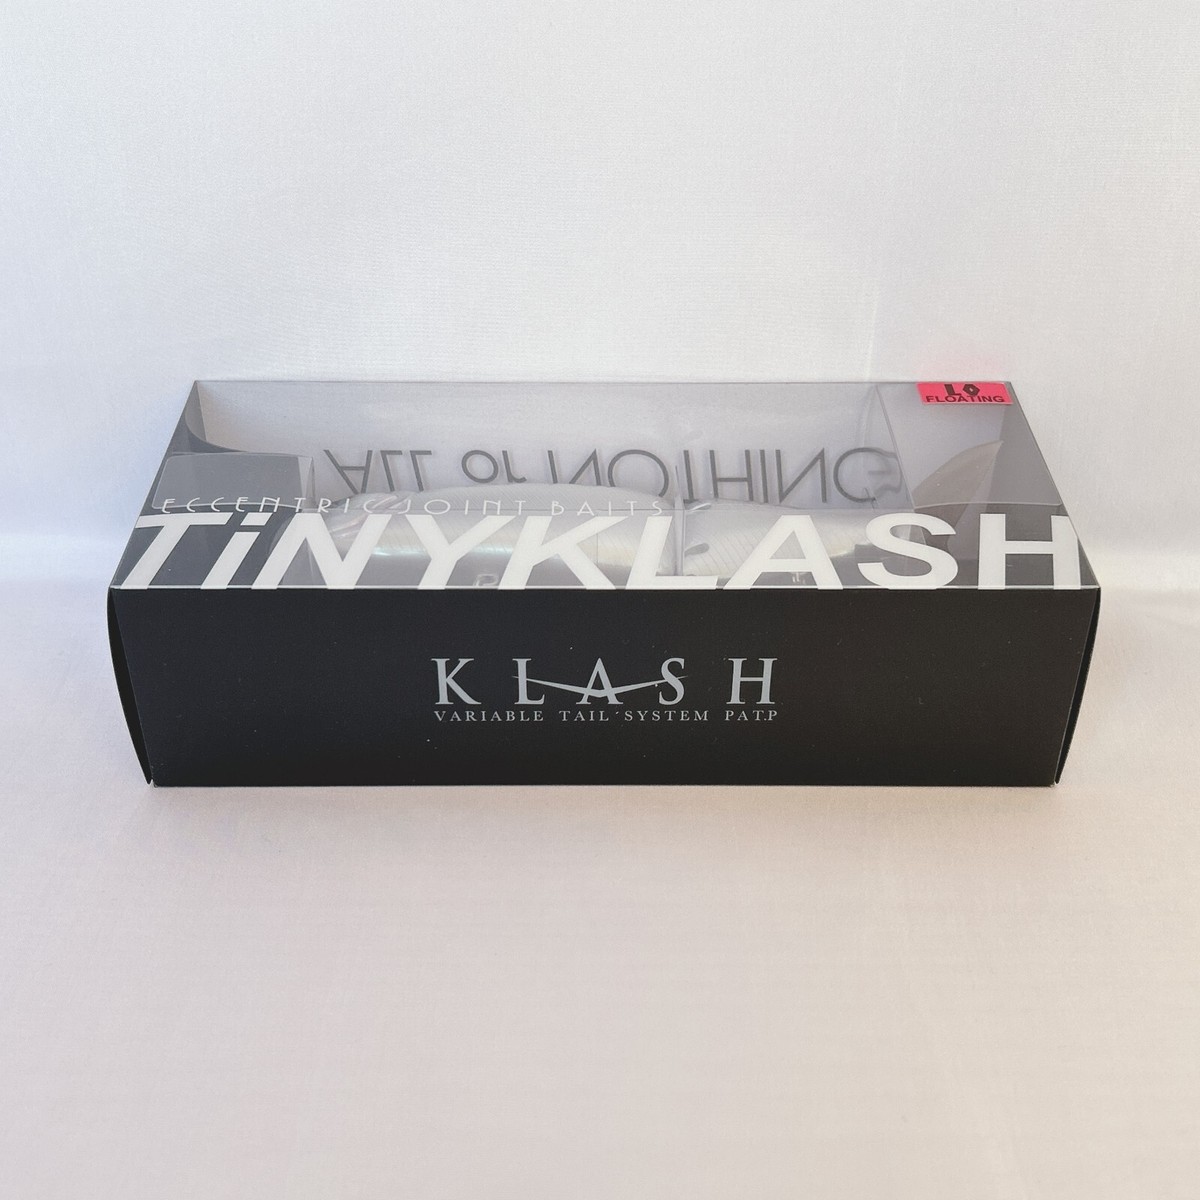 LO
FLOATING
ALL or NOTHING
ECCENTRIC JOINT BAITS
TiNYKLASH
KLASH
VARIABLE TAIL SYSTEM PAT.P